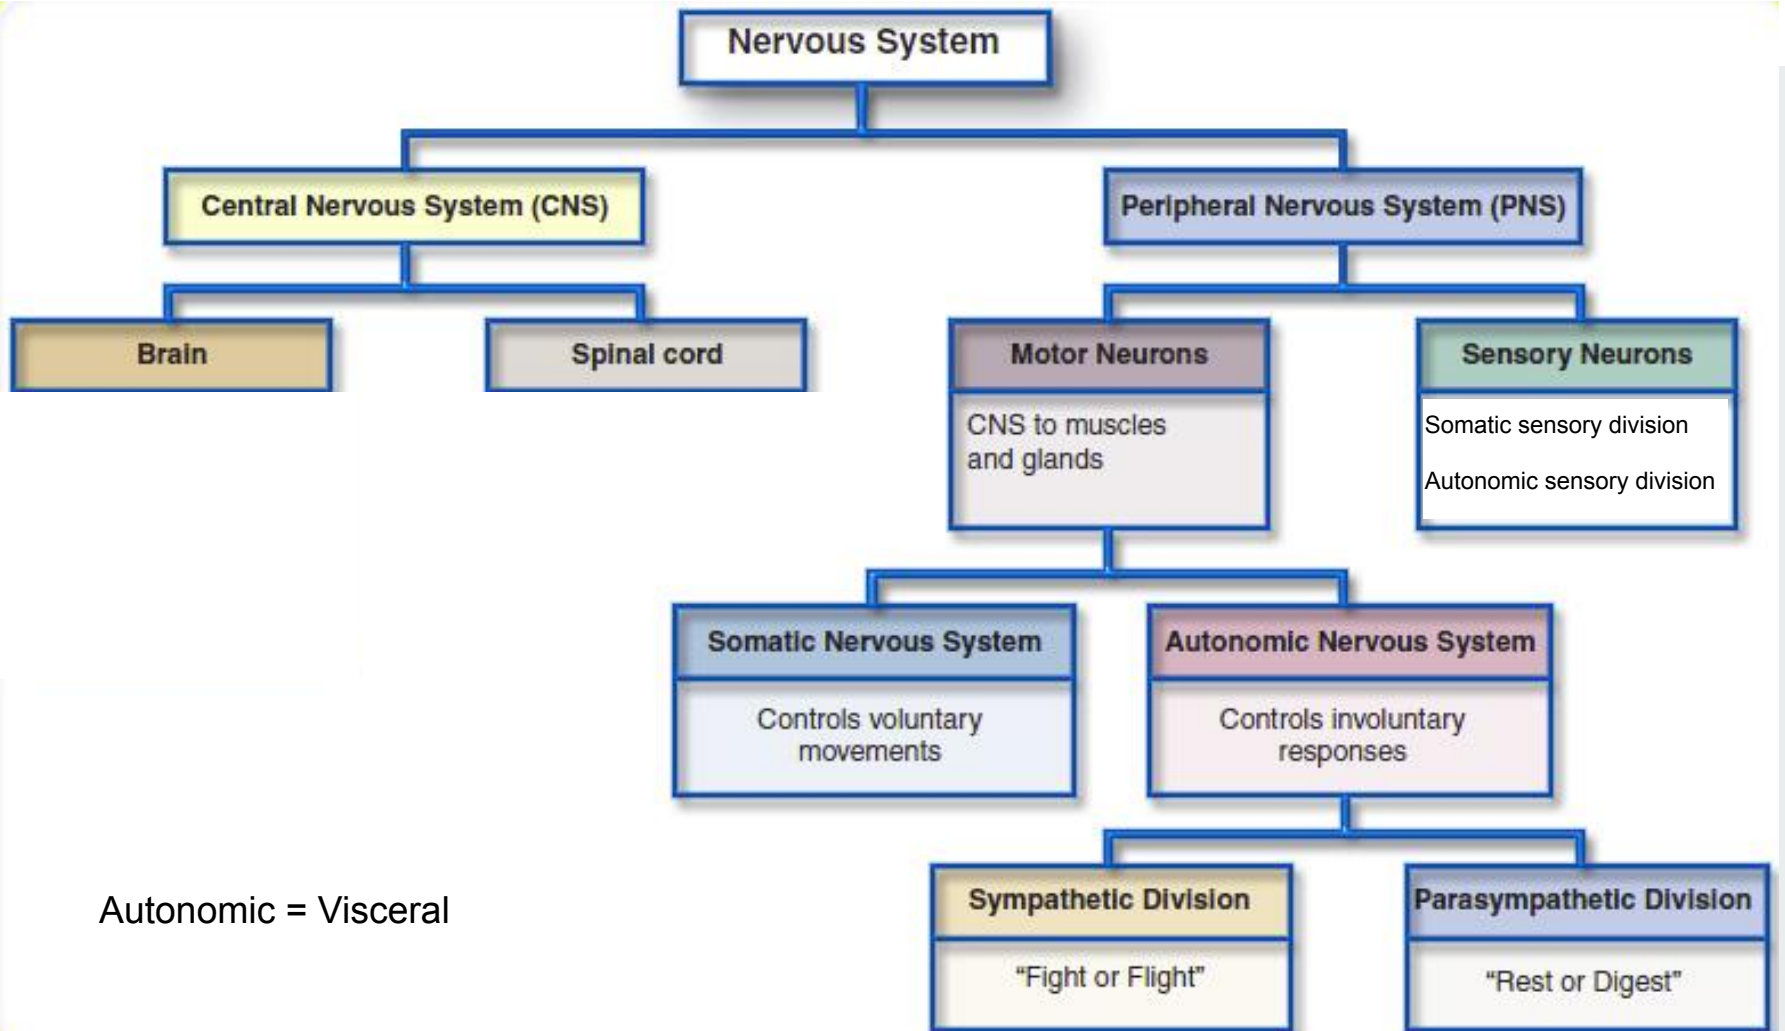 Nervous System
Central Nervous System (CNS)
Peripheral Nervous System (PNS)
Brain
Spinal cord
Motor Neurons
CNS to muscles
and glands
Sensory Neurons
Somatic sensory division
Autonomic sensory division
Somatic Nervous System
Controls voluntary
movements
Autonomic Nervous System
Controls involuntary
responses
Autonomic = Visceral
Sympathetic Division
“Fight or Flight”
Parasympathetic Division
“Rest or Digest”